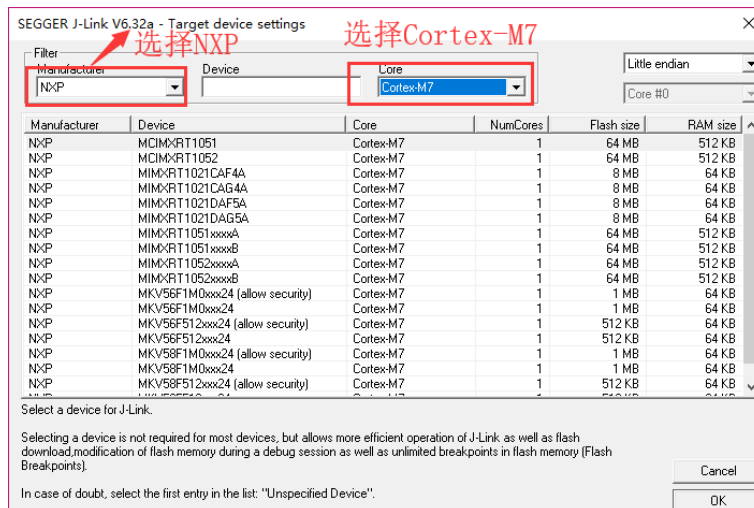 SEGGER J-Link V6.32a - Target device settings
选择NXP
选择Cortex-M7
Filter
Manufacturer Device Core
Little endian
NXP Cortex-M7
Core #0
Manufacturer Device Core NumCores Flash size RAM size
NXP MCIMXRT1051 Cortex-M7 1 64 MB 512 KB
NXP MCIMXRT1052 Cortex-M7 1 64 MB 512 KB
NXP MIMXRT1021CAF4A Cortex-M7 1 8 MB 64 KB
NXP MIMXRT1021CAG4A Cortex-M7 1 8 MB 64 KB
NXP MIMXRT1021DAF5A Cortex-M7 1 8 MB 64 KB
NXP MIMXRT1021DAG5A Cortex-M7 1 8 MB 64 KB
NXP MIMXRT1051xxxxA Cortex-M7 1 64 MB 512 KB
NXP MIMXRT1051xxxxB Cortex-M7 1 64 MB 512 KB
NXP MIMXRT1052xxxxA Cortex-M7 1 64 MB 512 KB
NXP MIMXRT1052xxxxB Cortex-M7 1 64 MB 512 KB
NXP MKV56F1M0xxx24 (allow security) Cortex-M7 1 1 MB 64 KB
NXP MKV56F1M0xxx24 Cortex-M7 1 1 MB 64 KB
NXP MKV56F512xxx24 (allow security) Cortex-M7 1 512 KB 64 KB
NXP MKV56F512xxx24 Cortex-M7 1 512 KB 64 KB
NXP MKV58F1M0xxx24 (allow security) Cortex-M7 1 1 MB 64 KB
NXP MKV58F1M0xxx24 Cortex-M7 1 1 MB 64 KB
NXP MKV58F512xxx24 (allow security) Cortex-M7 1 512 KB 64 KB
Select a device for J-Link.
Selecting a device is not required for most devices, but allows more efficient operation of J-Link as well as flash
download,modification of flash memory during a debug session as well as unlimited breakpoints in flash memory (Flash
Breakpoints).
Cancel
In case of doubt, select the first entry in the list: "Unspecified Device".
OK